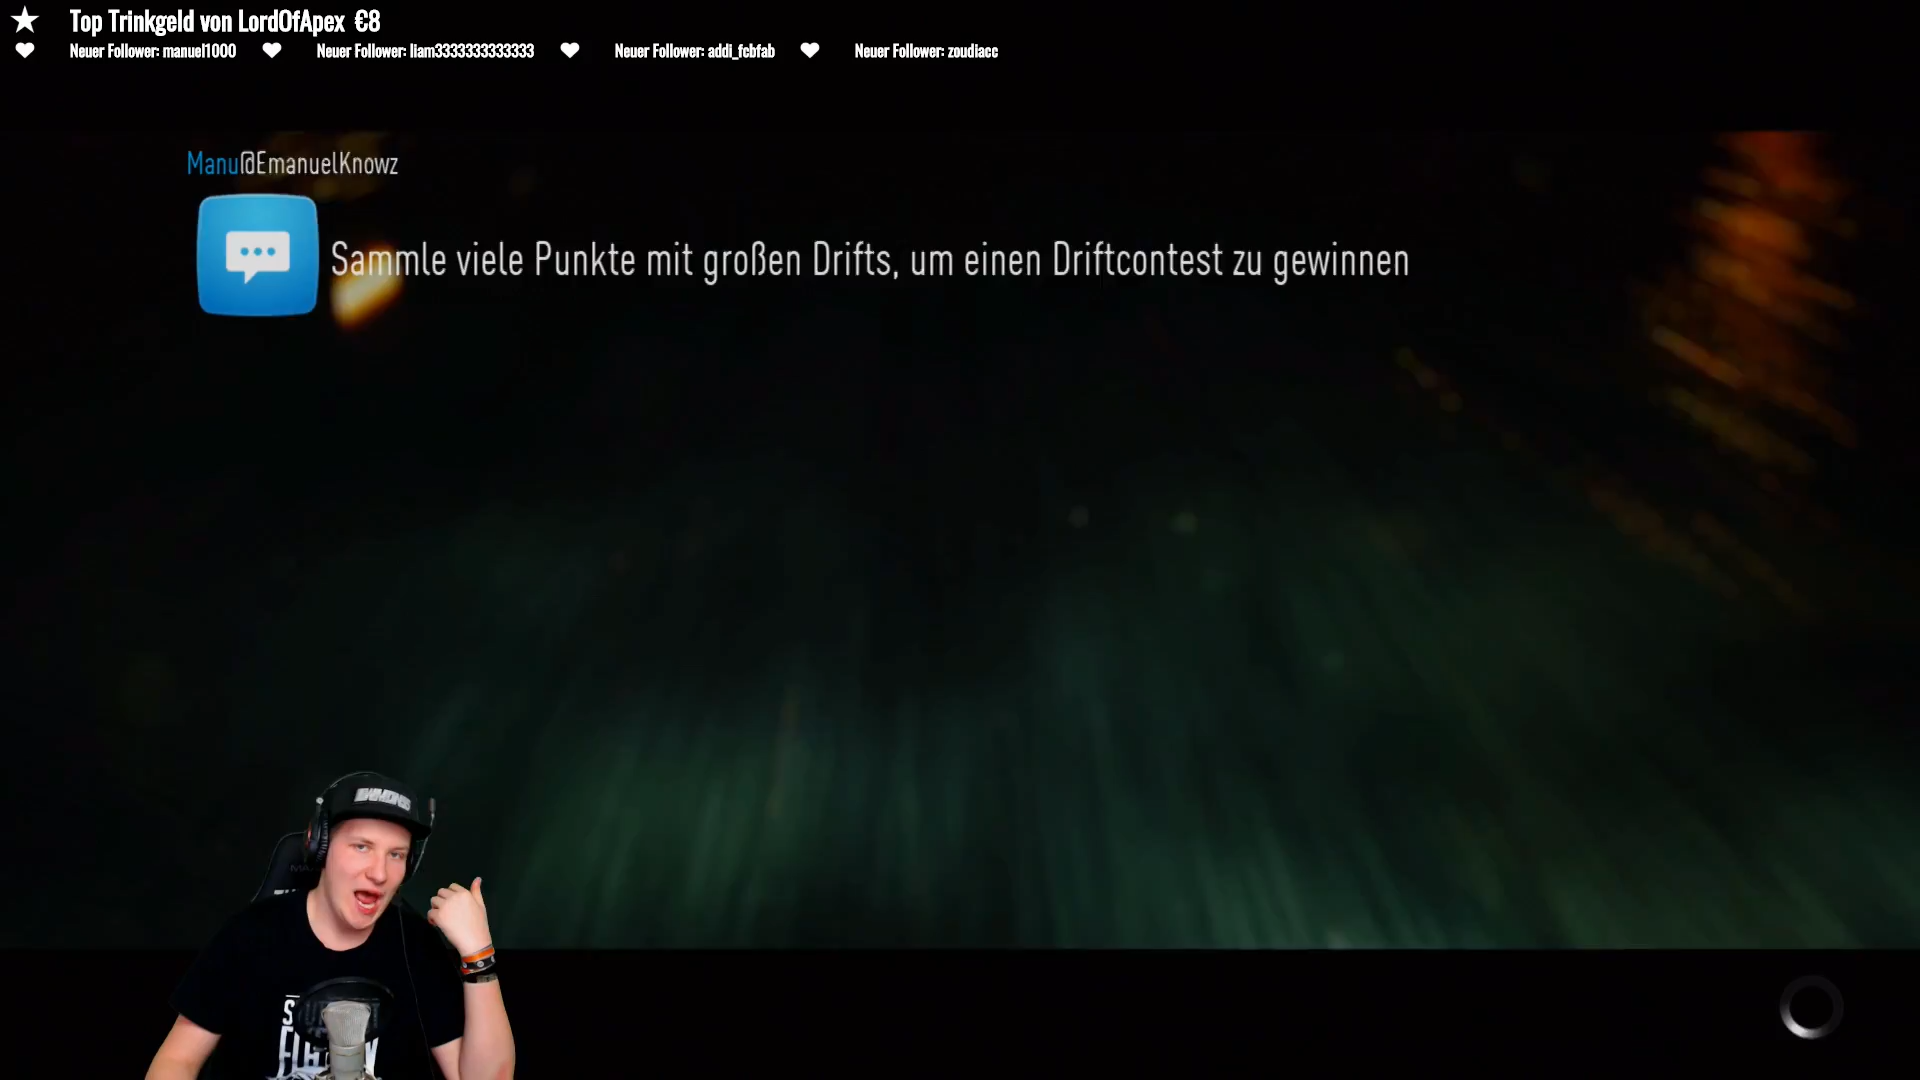 Top Trinkgeld von LordOfApex €8
Neuer Follower: manuel1000 Neuer Follower: liam3333333333333 Neuer Follower: addi_fcbfab Neuer Follower: zoudiacc
Manu@EmanuelKnowz
Sammle viele Punkte mit großen Drifts, um einen Driftcontest zu gewinnen